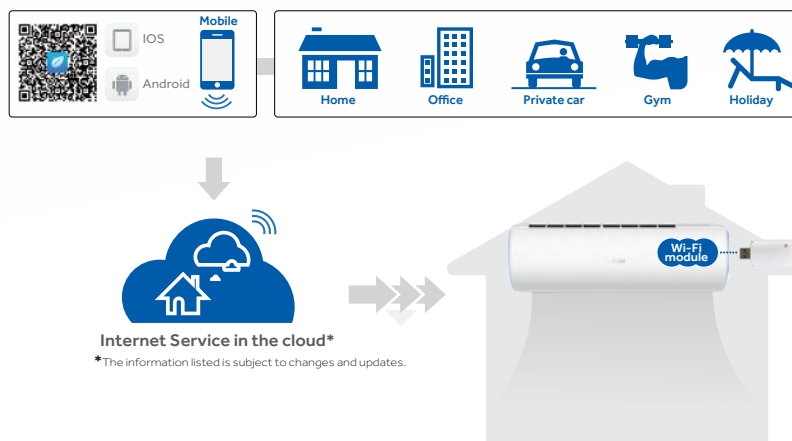 Mobile
IOS
Android
Home
Office
Private car
Gym
Holiday
Wi-Fi
module
Internet Service in the cloud*
*The information listed is subject to changes and updates.